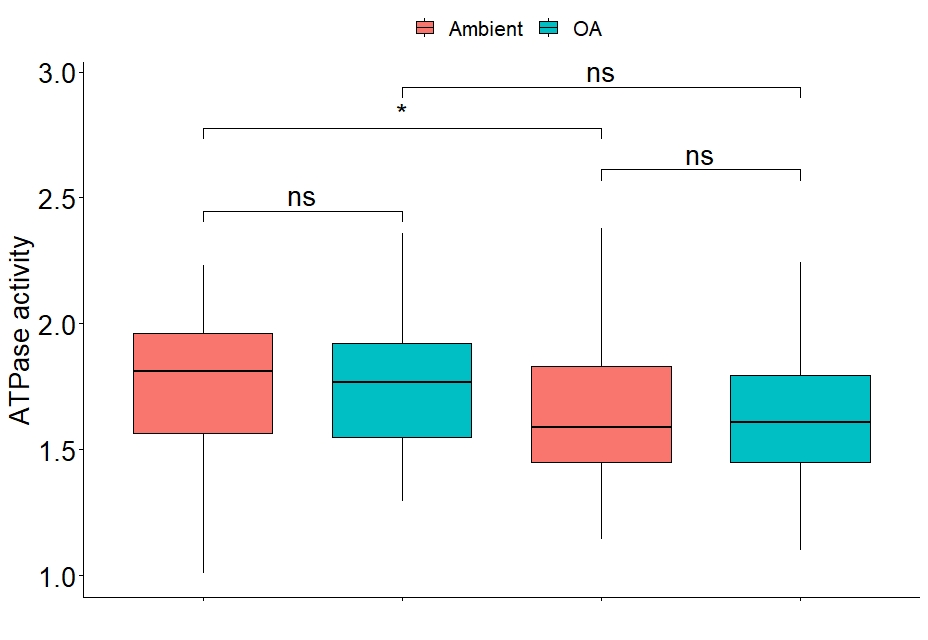 Ambient OA
3.0
ns
*
ns
2.5
ns
2.0
1.5
1.0
ATPase activity